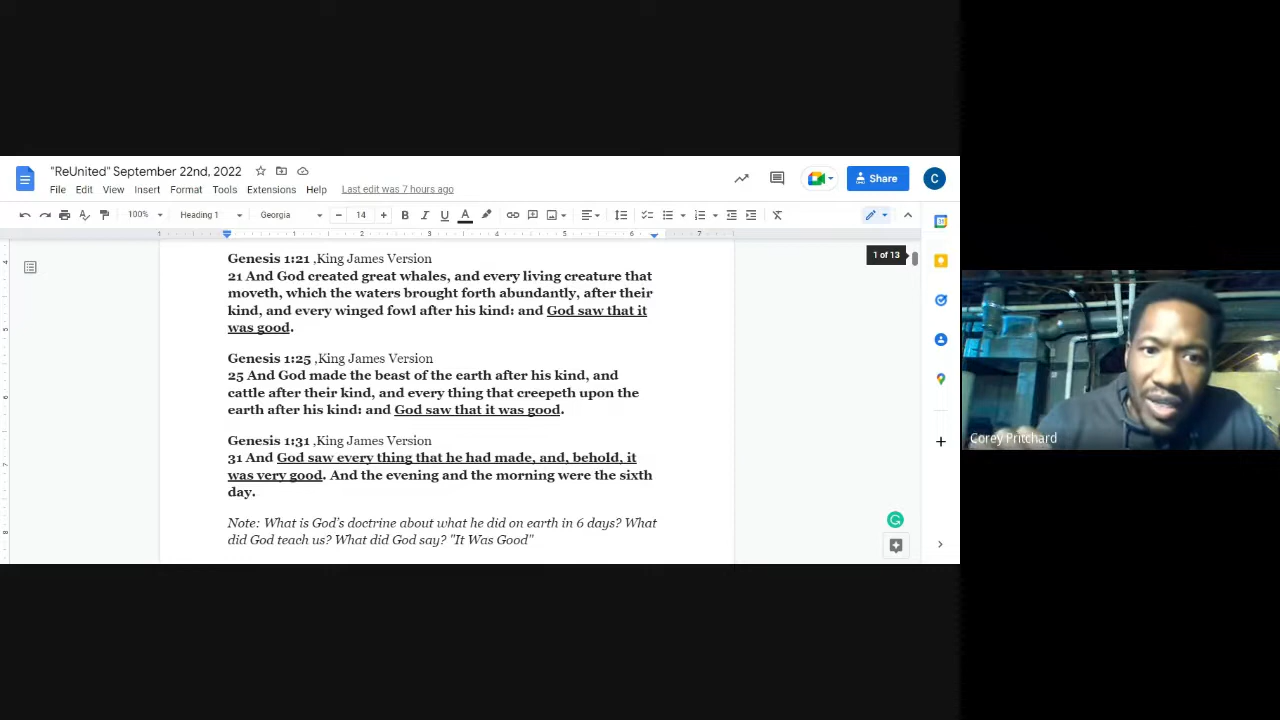 "ReUnited" September 22nd, 2022
File Edit View Insert Format Tools Extensions Help Last edit was 7 hours ago
Share
C
100% Heading 1 Georgia 14 B I U A
1 1 2 3 4 5 6 7
1 of 13
Genesis 1:21 ,King James Version
21 And God created great whales, and every living creature that
moveth, which the waters brought forth abundantly, after their
kind, and every winged fowl after his kind: and God saw that it
was good.
Genesis 1:25 ,King James Version
25 And God made the beast of the earth after his kind, and
cattle after their kind, and every thing that creepeth upon the
earth after his kind: and God saw that it was good.
Genesis 1:31 ,King James Version
31 And God saw every thing that he had made, and, behold, it
was very good. And the evening and the morning were the sixth
day.
Note: What is God's doctrine about what he did on earth in 6 days? What
did God teach us? What did God say? "It Was Good"
Corey Pritchard